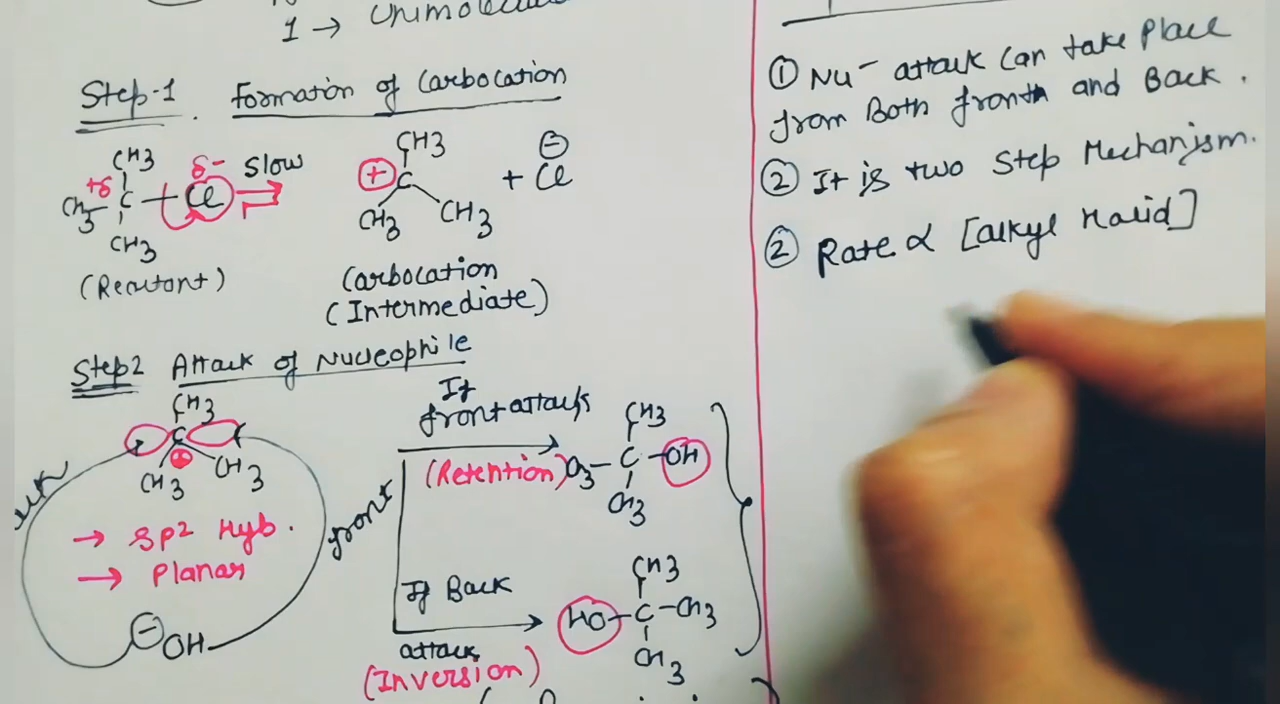 1 → Unimolecul
Step-1. Formation of Carbocation
CH3
+δ δ- Slow
CH3-C-Cl
CH3
(Reactant)
CH3
+ C + Cl -
CH3 CH3
Carbocation
(Intermediate)
Step2 Attack of Nucleophile
CH3
C
+
CH3 CH3
→ sp2 Hyb.
→ Planar
- OH
front
If
front attacks
(Retention)
CH3
C-OH
CH3
If Back
attack
(Inversion)
CH3
HO-C-CH3
CH3
① Nu- attack Can take Place
from Both front and Back.
② It is two Step Mechanism.
② Rate α [alkyl Halid]